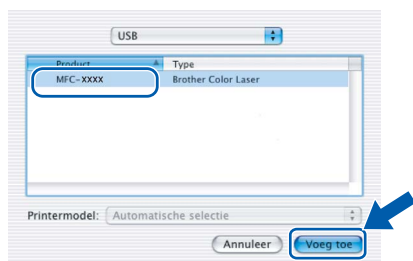 USB
Product Type
MFC-XXXX Brother Color Laser
Printermodel: Automatische selectie
Annuleer Voeg toe